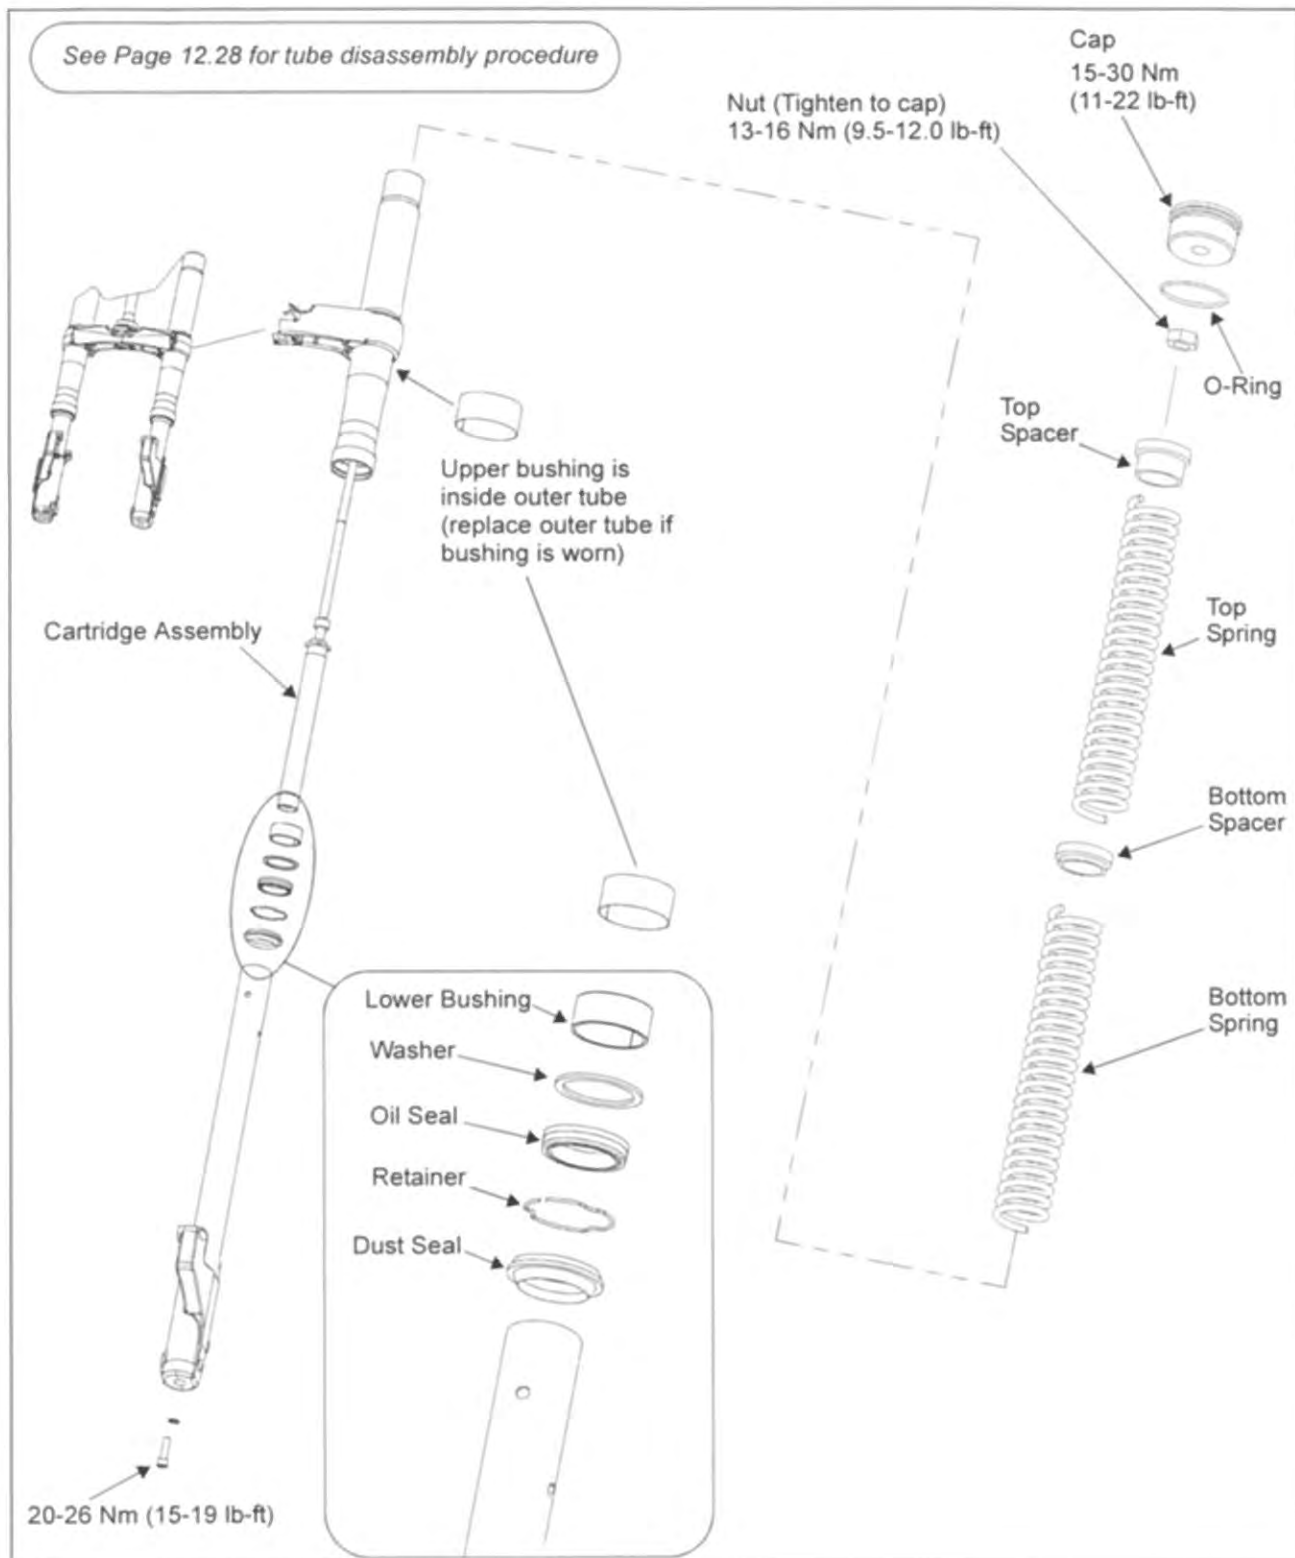 See Page 12.28 for tube disassembly procedure
Cap
15-30 Nm
(11-22 lb-ft)
Nut (Tighten to cap)
13-16 Nm (9.5-12.0 lb-ft)
O-Ring
Top
Spacer
Upper bushing is
inside outer tube
(replace outer tube if
bushing is worn)
Top
Spring
Cartridge Assembly
Bottom
Spacer
Lower Bushing
Washer
Oil Seal
Retainer
Dust Seal
Bottom
Spring
20-26 Nm (15-19 lb-ft)